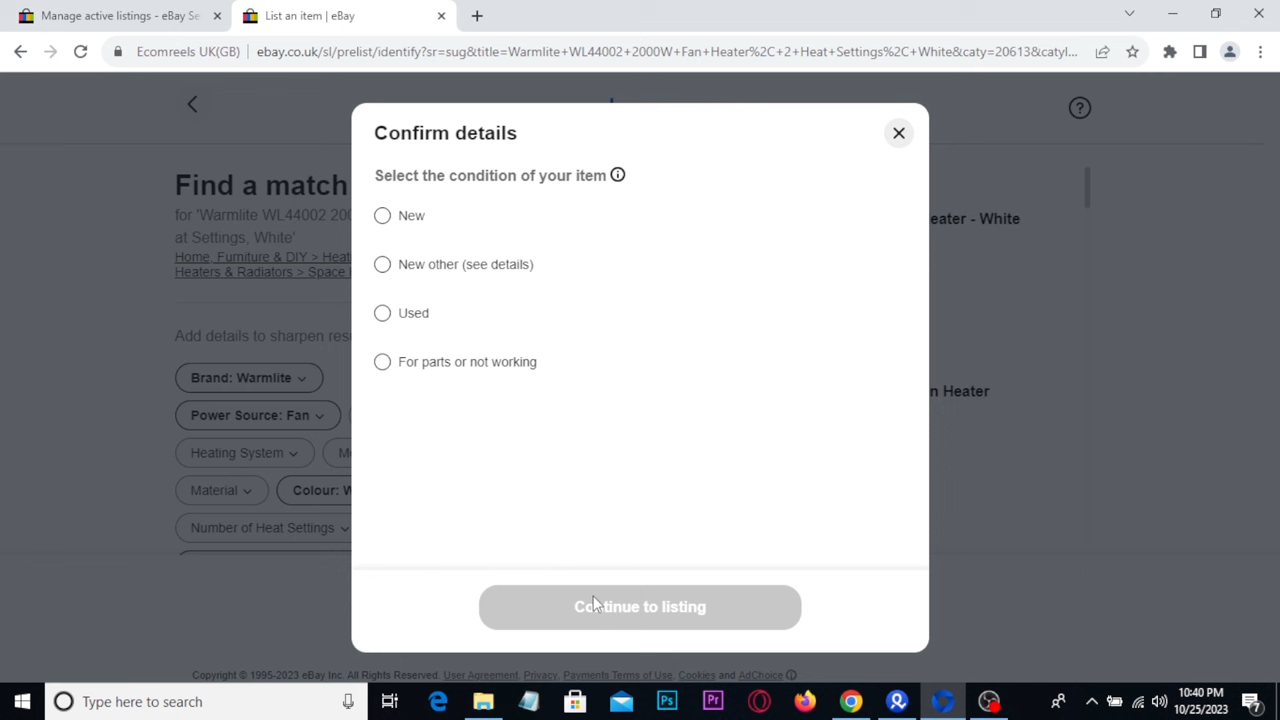 Manage active listings - eBay Se
List an item | eBay
Ecomreels UK(GB)
ebay.co.uk/sl/prelist/identify?sr=sug&title=Warmlite+WL44002+2000W+Fan+Heater%2C+2+Heat+Settings%2C+White&caty=20613&catyl...
Confirm details
Select the condition of your item
New
New other (see details)
Used
For parts or not working
Continue to listing
Find a match
for 'Warmlite WL44002 200
at Settings, White'
Home, Furniture & DIY > Heat
Heaters & Radiators > Space
Add details to sharpen resu
Brand: Warmlite
Power Source: Fan
Heating System
Material
Colour: W
Number of Heat Settings
eater - White
n Heater
Copyright © 1995-2023 eBay Inc. All Rights Reserved. User Agreement, Privacy, Payments Terms of Use, Cookies and AdChoice
Type here to search
Ps
Pr
10:40 PM
10/25/2023
7